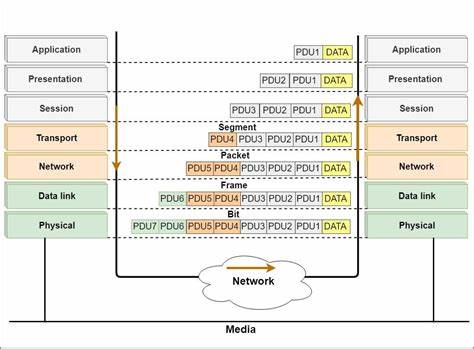 Application PDU1 DATA Application
Presentation PDU2 PDU1 DATA Presentation
Session PDU3 PDU2 PDU1 DATA Session
Segment
Transport PDU4 PDU3 PDU2 PDU1 DATA Transport
Packet
Network PDU5 PDU4 PDU3 PDU2 PDU1 DATA Network
Frame
Data link PDU6 PDU5 PDU4 PDU3 PDU2 PDU1 DATA Data link
Bit
Physical PDU7 PDU6 PDU5 PDU4 PDU3 PDU2 PDU1 DATA Physical
Network
Media